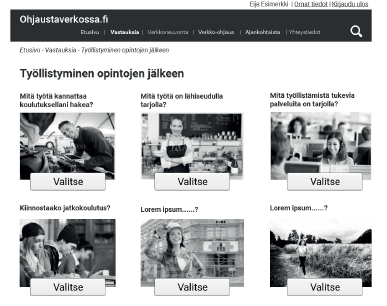 Eija Esimerkki | Omat tiedot | Kirjaudu ulos
Ohjaustaverkossa.fi
Etusivu | Vastauksia | Verkkoneuvonta | Verkko-ohjaus | Ajankohtaista | Yhteystiedot
Etusivu - Vastauksia - Työllistyminen opintojen jälkeen
Työllistyminen opintojen jälkeen
Mitä työtä kannattaa
koulutuksellani hakea?
Mitä työtä on lähiseudulla
tarjolla?
Mitä työllistämistä tukevia
palveluita on tarjolla?
Valitse
Valitse
Valitse
Kiinnostaako jatkokoulutus?
Lorem ipsum......?
Lorem ipsum......?
Valitse
Valitse
Valitse